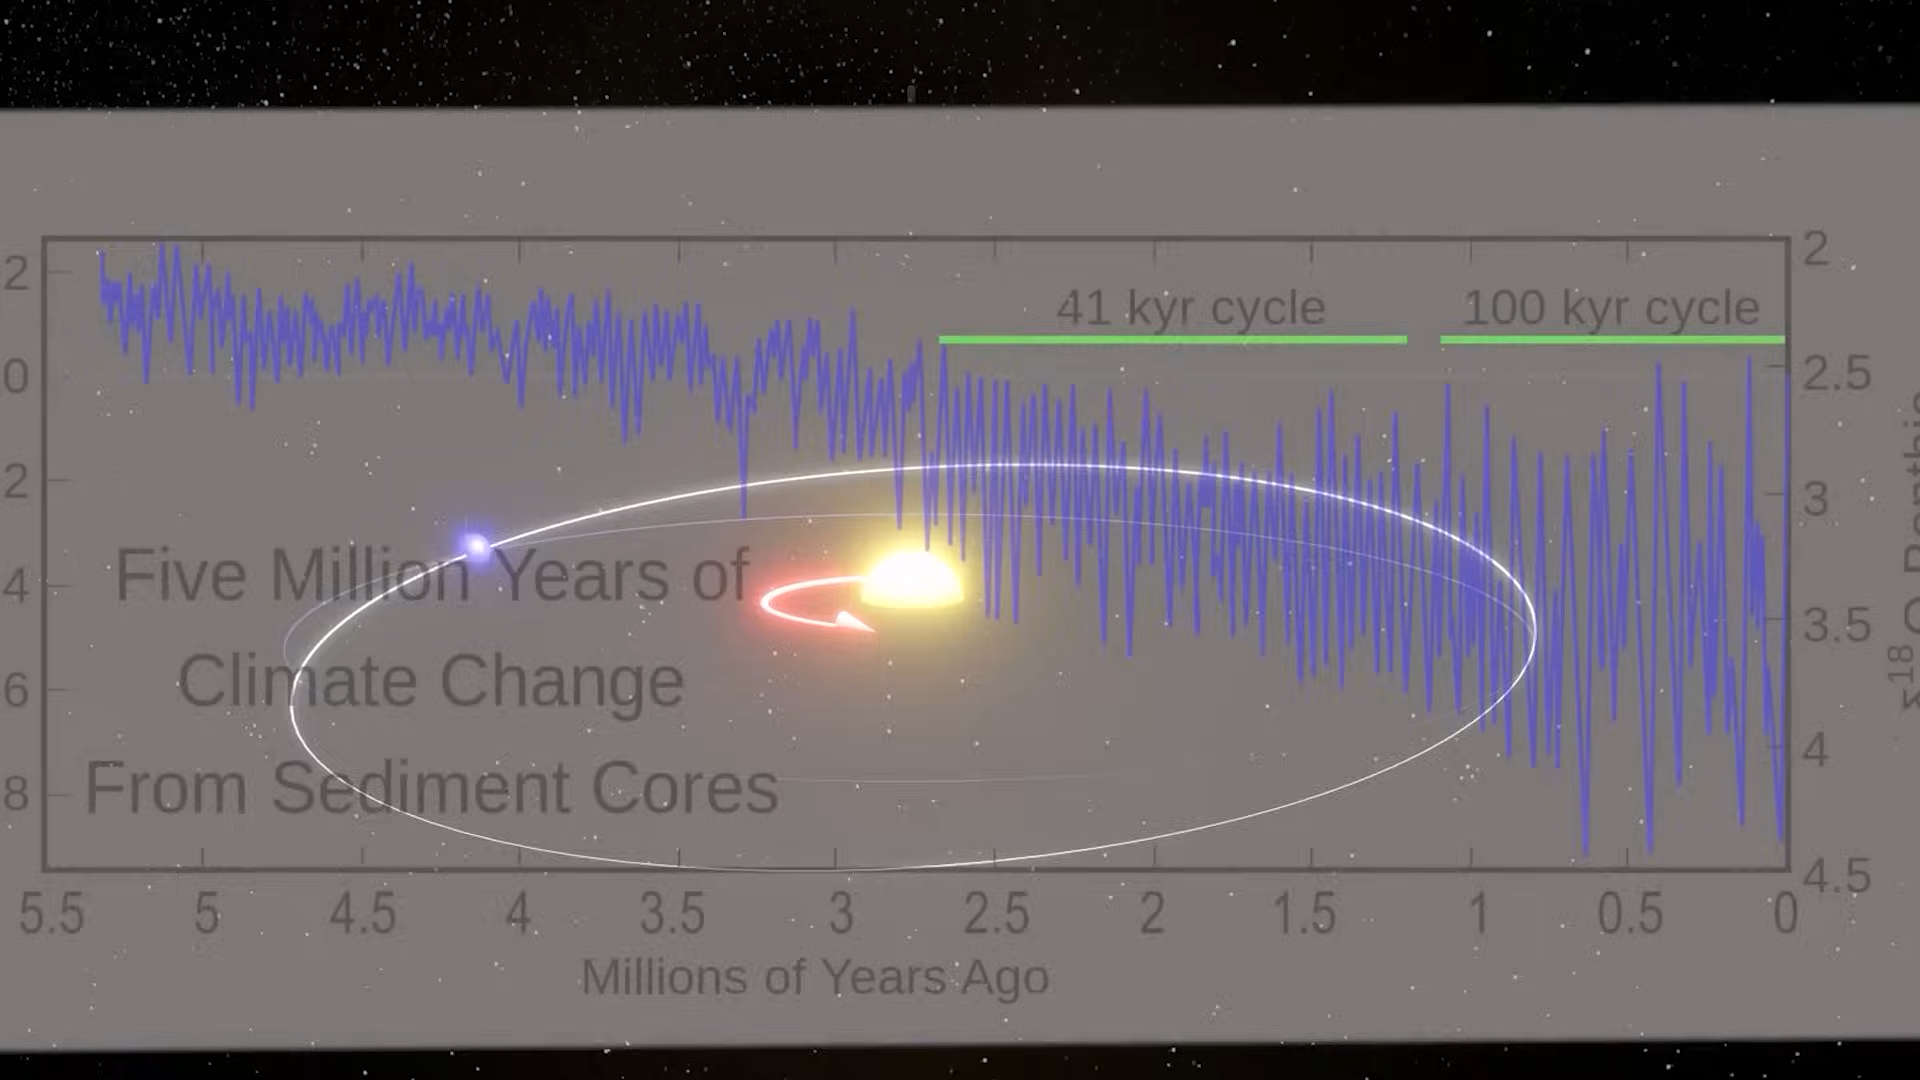 2
0
2
4
6
8
41 kyr cycle
100 kyr cycle
Five Million Years of
Climate Change
From Sediment Cores
2
2.5
3
3.5
4
4.5
5.5 5 4.5 4 3.5 3 2.5 2 1.5 1 0.5 0
Millions of Years Ago
18